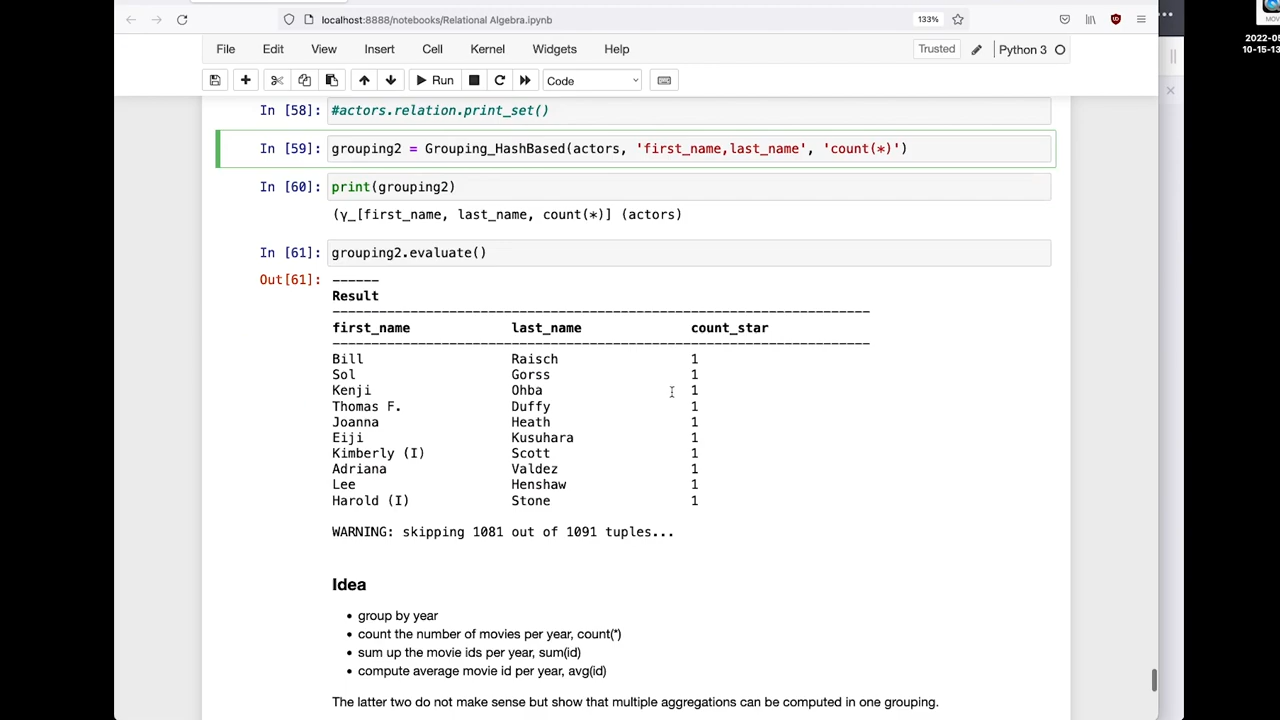 localhost:8888/notebooks/Relational Algebra.ipynb
133%
2022-05
10-15-13
File Edit View Insert Cell Kernel Widgets Help
Trusted
Python 3
Run
Code
In [58]: #actors.relation.print_set()
In [59]: grouping2 = Grouping_HashBased(actors, 'first_name,last_name', 'count(*)')
In [60]: print(grouping2)
(γ_[first_name, last_name, count(*)] (actors)
In [61]: grouping2.evaluate()
Out[61]: ------
Result
--------------------------------------------------------------------
first_name last_name count_star
--------------------------------------------------------------------
Bill Raisch 1
Sol Gorss 1
Kenji Ohba 1
Thomas F. Duffy 1
Joanna Heath 1
Eiji Kusuhara 1
Kimberly (I) Scott 1
Adriana Valdez 1
Lee Henshaw 1
Harold (I) Stone 1
WARNING: skipping 1081 out of 1091 tuples...
Idea
• group by year
• count the number of movies per year, count(*)
• sum up the movie ids per year, sum(id)
• compute average movie id per year, avg(id)
The latter two do not make sense but show that multiple aggregations can be computed in one grouping.